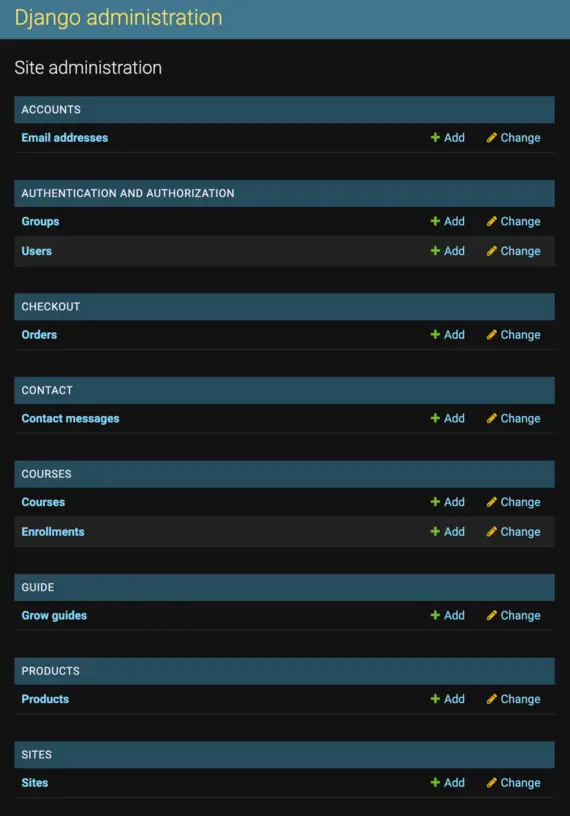 Django administration
Site administration
ACCOUNTS
Email addresses Add Change
AUTHENTICATION AND AUTHORIZATION
Groups Add Change
Users Add Change
CHECKOUT
Orders Add Change
CONTACT
Contact messages Add Change
COURSES
Courses Add Change
Enrollments Add Change
GUIDE
Grow guides Add Change
PRODUCTS
Products Add Change
SITES
Sites Add Change